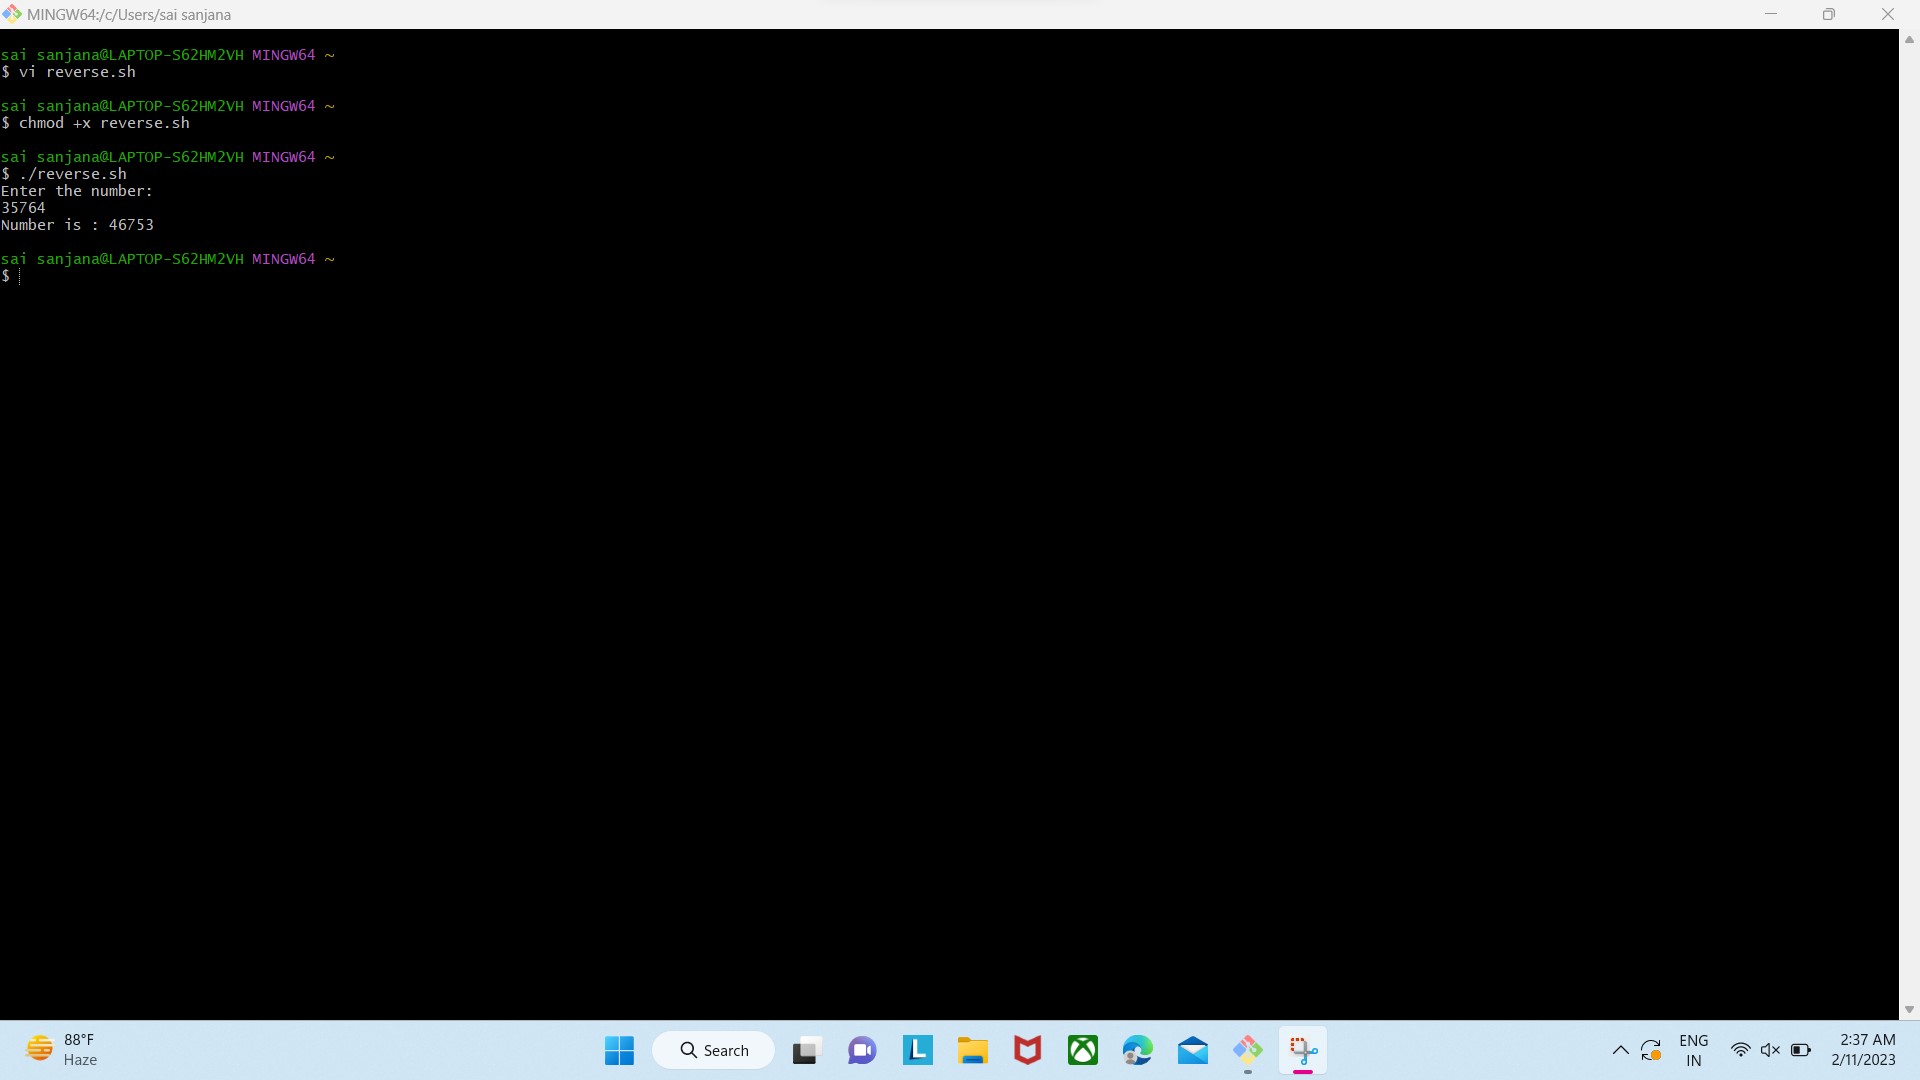 MINGW64:/c/Users/sai sanjana
sai sanjana@LAPTOP-S62HM2VH MINGW64 ~
$ vi reverse.sh
sai sanjana@LAPTOP-S62HM2VH MINGW64 ~
$ chmod +x reverse.sh
sai sanjana@LAPTOP-S62HM2VH MINGW64 ~
$ ./reverse.sh
Enter the number:
35764
Number is : 46753
sai sanjana@LAPTOP-S62HM2VH MINGW64 ~
$
88°F
Haze
Search
L
ENG
IN
2:37 AM
2/11/2023